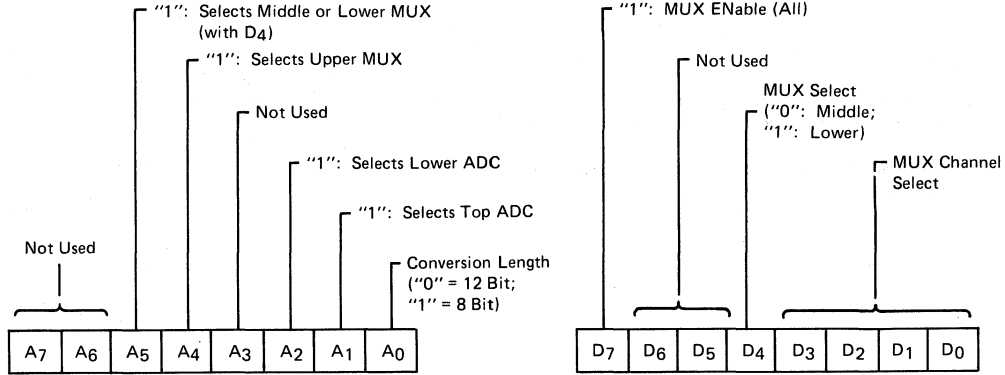 "1": Selects Middle or Lower MUX
(with D4)
"1": Selects Upper MUX
Not Used
"1": Selects Lower ADC
"1": Selects Top ADC
Not Used
Conversion Length
("0" = 12 Bit;
"1" = 8 Bit)
A7 A6 A5 A4 A3 A2 A1 A0
"1": MUX ENable (All)
Not Used
MUX Select
("0": Middle;
"1": Lower)
MUX Channel
Select
D7 D6 D5 D4 D3 D2 D1 D0